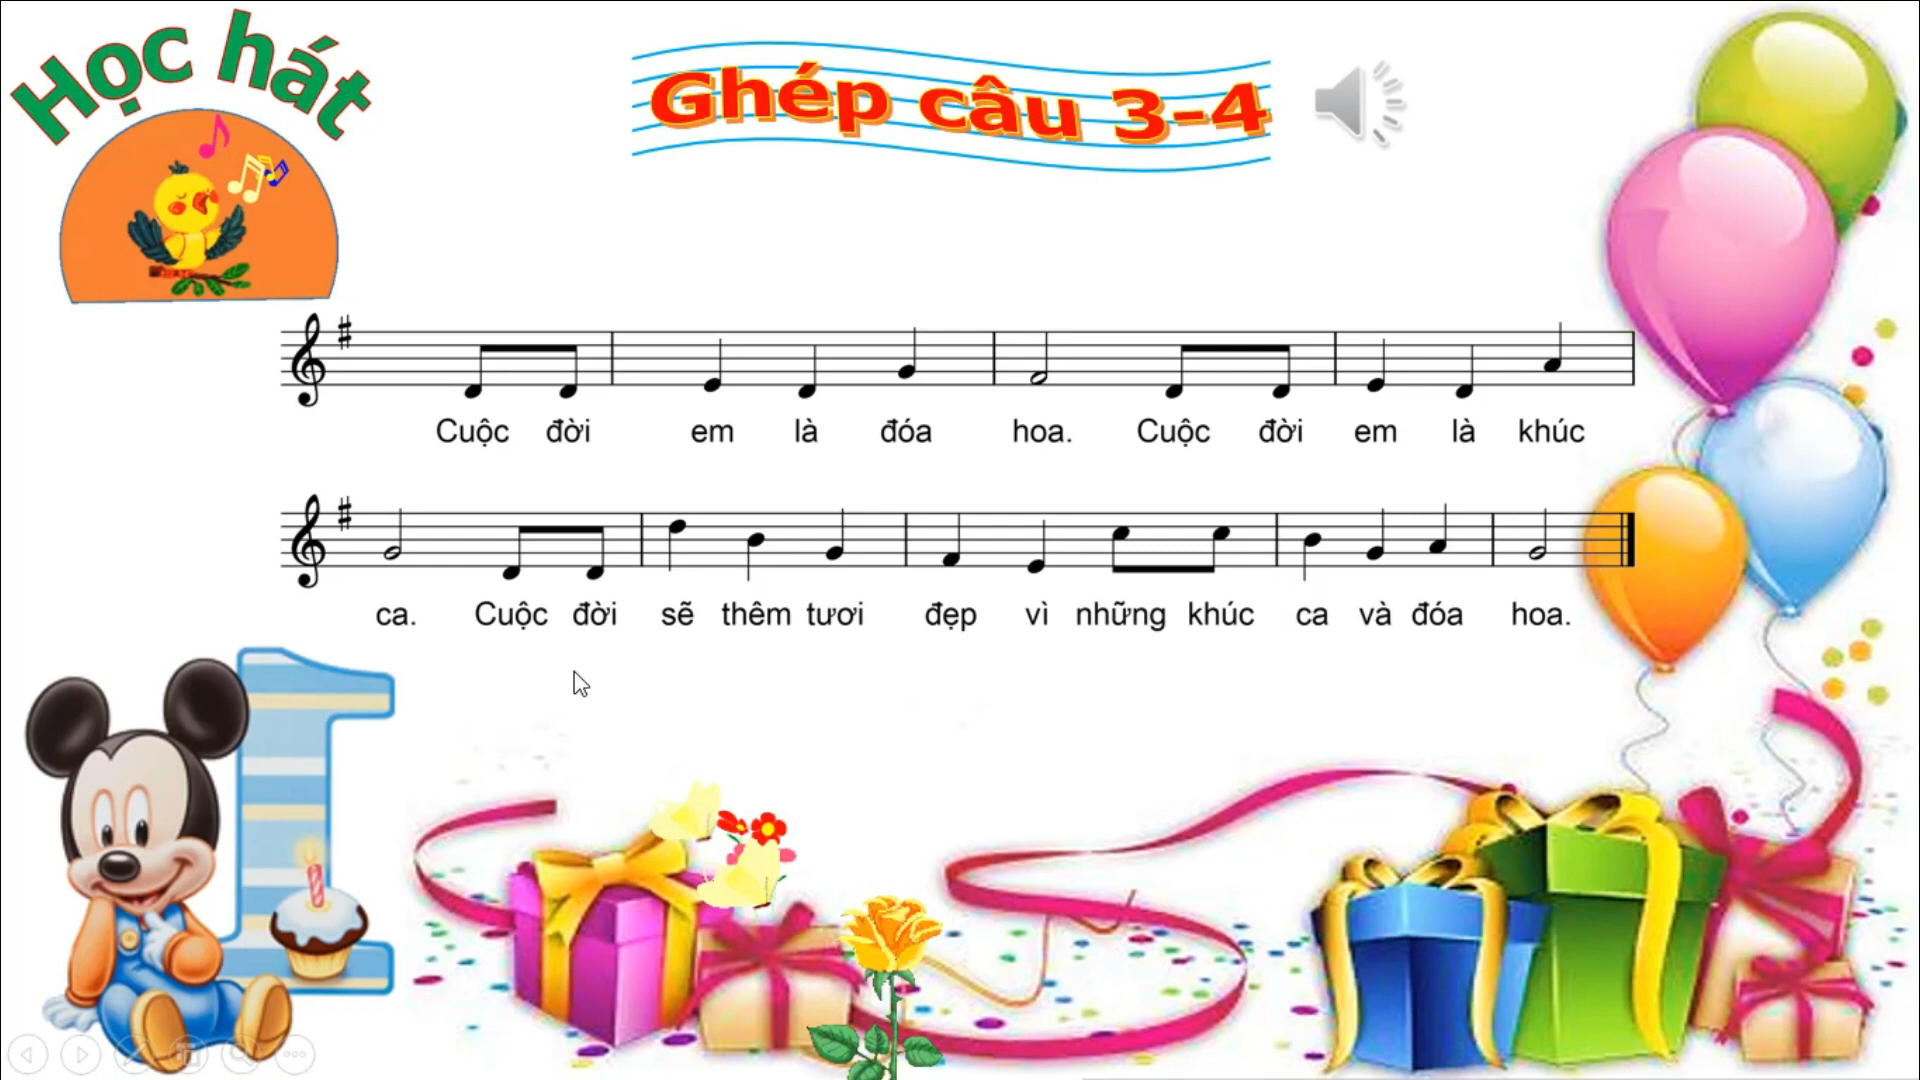 Học hát
Ghép câu 3-4
Cuộc đời em là đóa hoa. Cuộc đời em là khúc
ca. Cuộc đời sẽ thêm tươi đẹp vì những khúc ca và đóa hoa.